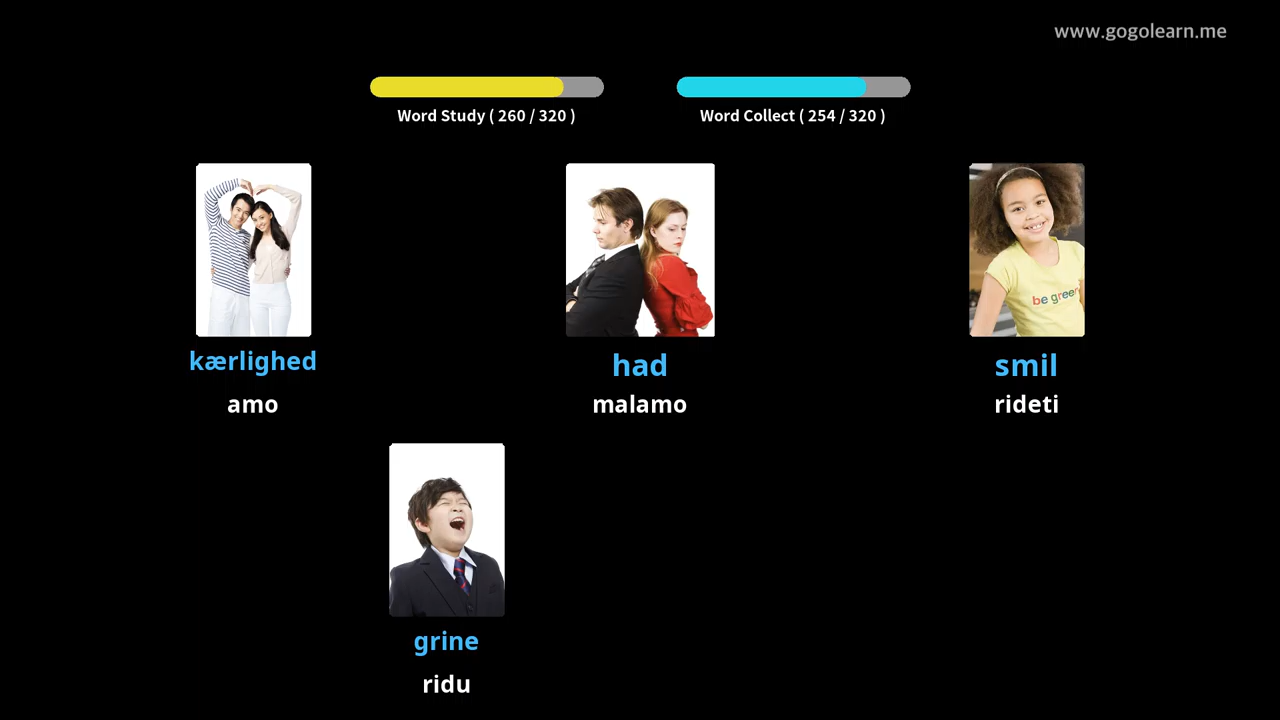 www.gogolearn.me
Word Study ( 260 / 320 )
Word Collect ( 254 / 320 )
be green
kærlighed
had
smil
amo
malamo
rideti
grine
ridu